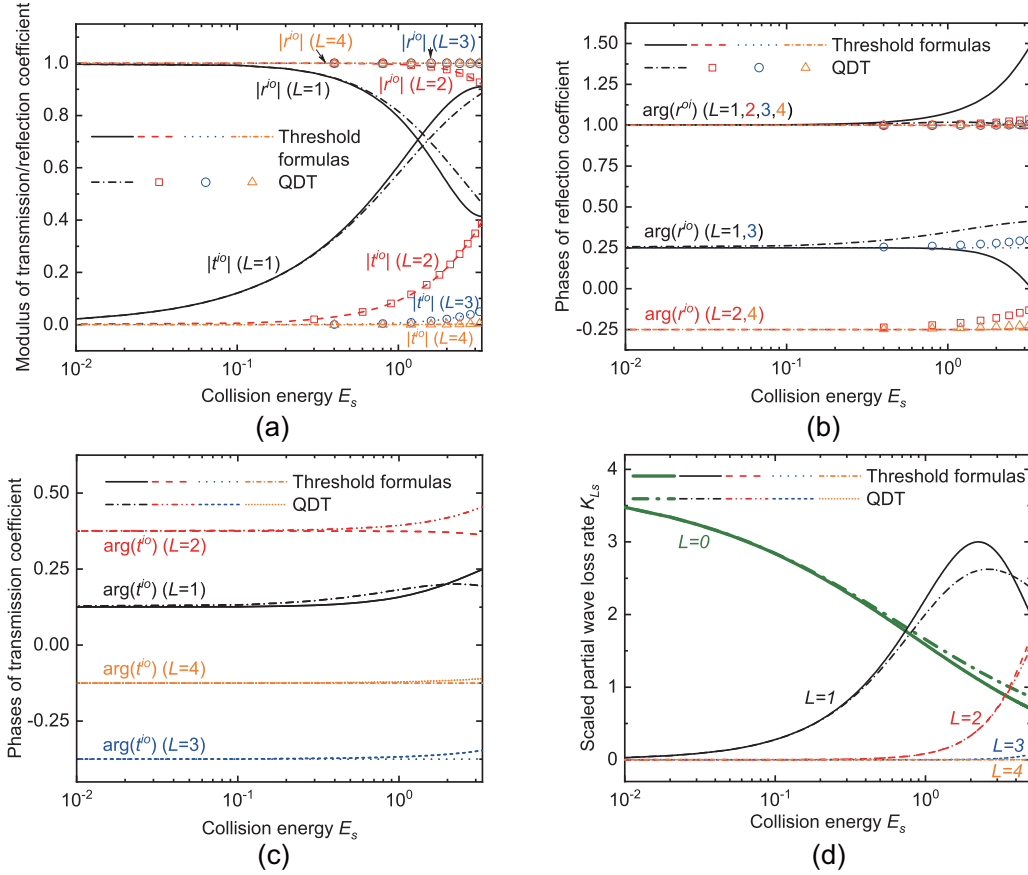 (a)
|r^io| (L=4)
|r^io| (L=3)
|r^io| (L=1)
|r^io| (L=2)
Threshold
formulas
QDT
|t^io| (L=1)
|t^io| (L=2)
|t^io| (L=3)
|t^io| (L=4)
Modulus of transmission/reflection coefficient
1.0
0.8
0.6
0.4
0.2
0.0
10^-2
10^-1
10^0
Collision energy E_s
(b)
Threshold formulas
QDT
arg(r^oi) (L=1,2,3,4)
arg(r^io) (L=1,3)
arg(r^io) (L=2,4)
Phases of reflection coefficient
1.50
1.25
1.00
0.75
0.50
0.25
0.00
-0.25
10^-2
10^-1
10^0
Collision energy E_s
(c)
Threshold formulas
QDT
arg(t^io) (L=2)
arg(t^io) (L=1)
arg(t^io) (L=4)
arg(t^io) (L=3)
Phases of transmission coefficient
0.50
0.25
0.00
-0.25
10^-2
10^-1
10^0
Collision energy E_s
(d)
Threshold formulas
QDT
L=0
L=1
L=2
L=3
L=4
Scaled partial wave loss rate K_Ls
4
3
2
1
0
10^-2
10^-1
10^0
Collision energy E_s